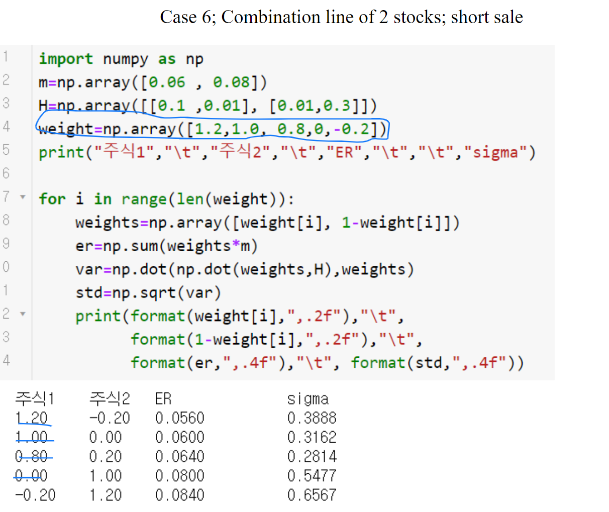 Case 6; Combination line of 2 stocks; short sale
1 import numpy as np
2 m=np.array([0.06 , 0.08])
3 H=np.array([[0.1 ,0.01], [0.01,0.3]])
4 weight=np.array([1.2,1.0, 0.8,0,-0.2])
5 print("주식1","\t","주식2","\t","ER","\t","\t","sigma")
6
7 for i in range(len(weight)):
8 weights=np.array([weight[i], 1-weight[i]])
9 er=np.sum(weights*m)
0 var=np.dot(np.dot(weights,H),weights)
1 std=np.sqrt(var)
2 print(format(weight[i],",.2f"),"\t",
3 format(1-weight[i],",.2f"),"\t",
4 format(er,",.4f"),"\t", format(std,",.4f"))
주식1 주식2 ER sigma
1.20 -0.20 0.0560 0.3888
1.00 0.00 0.0600 0.3162
0.80 0.20 0.0640 0.2814
0.00 1.00 0.0800 0.5477
-0.20 1.20 0.0840 0.6567